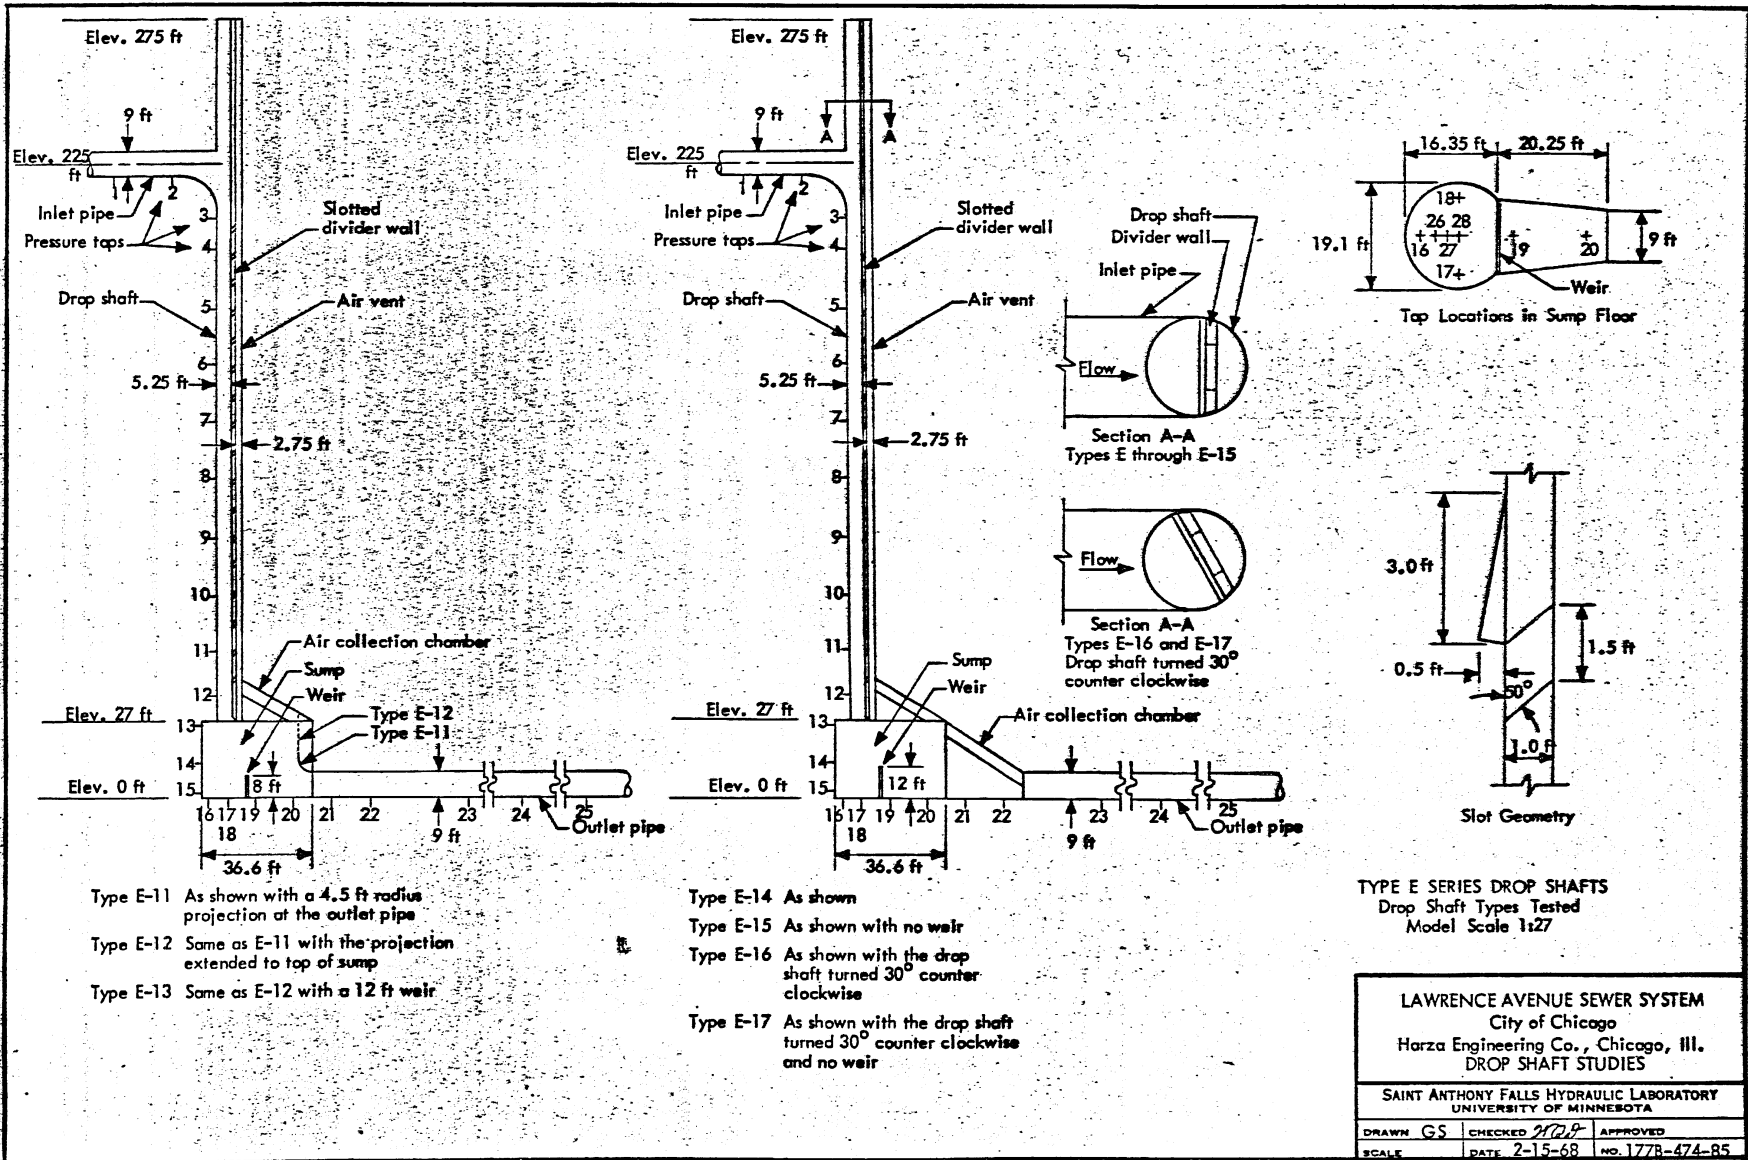 Elev. 275 ft
9 ft
Elev. 225
ft
1
2
Inlet pipe
Pressure taps
3
4
Slotted
divider wall
Drop shaft
5
Air vent
6
5.25 ft
7
2.75 ft
8
9
10
11
Air collection chamber
Sump
12
Weir
Elev. 27 ft
13
Type E-12
Type E-11
14
Elev. 0 ft
15
8 ft
16 17 19 20 21 22 23 24 25
18
9 ft
Outlet pipe
36.6 ft
Type E-11 As shown with a 4.5 ft radius
projection at the outlet pipe
Type E-12 Same as E-11 with the projection
extended to top of sump
Type E-13 Same as E-12 with a 12 ft weir
Elev. 275 ft
9 ft
A A
Elev. 225
ft
1
2
Inlet pipe
Pressure taps
3
4
Slotted
divider wall
Drop shaft
5
Air vent
6
5.25 ft
7
2.75 ft
8
9
10
11
Sump
12
Weir
Elev. 27 ft
13
Air collection chamber
14
Elev. 0 ft
15
12 ft
16 17 19 20 21 22 23 24 25
18
9 ft
Outlet pipe
36.6 ft
Type E-14 As shown
Type E-15 As shown with no weir
Type E-16 As shown with the drop
shaft turned 30° counter
clockwise
Type E-17 As shown with the drop shaft
turned 30° counter clockwise
and no weir
Drop shaft
Divider wall
Inlet pipe
Flow
Section A-A
Types E through E-15
Flow
Section A-A
Types E-16 and E-17
Drop shaft turned 30°
counter clockwise
16.35 ft 20.25 ft
19.1 ft
18
26 28
16 27 19 20
17
9 ft
Weir
Tap Locations in Sump Floor
3.0 ft
0.5 ft
1.5 ft
50°
1.0 ft
Slot Geometry
TYPE E SERIES DROP SHAFTS
Drop Shaft Types Tested
Model Scale 1:27
LAWRENCE AVENUE SEWER SYSTEM
City of Chicago
Harza Engineering Co., Chicago, Ill.
DROP SHAFT STUDIES
SAINT ANTHONY FALLS HYDRAULIC LABORATORY
UNIVERSITY OF MINNESOTA
DRAWN GS CHECKED APPROVED
SCALE DATE 2-15-68 NO. 177B-474-85